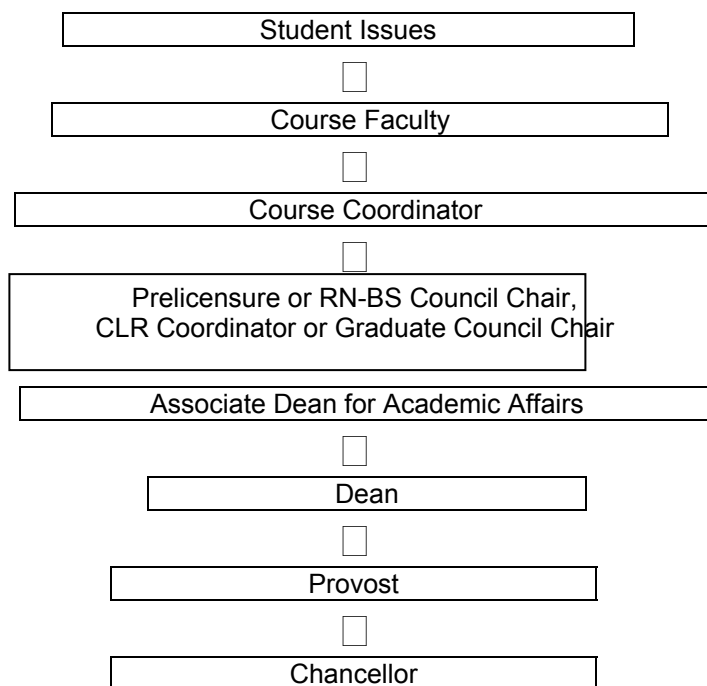 Student Issues
Course Faculty
Course Coordinator
Prelicensure or RN-BS Council Chair,
CLR Coordinator or Graduate Council Chair
Associate Dean for Academic Affairs
Dean
Provost
Chancellor